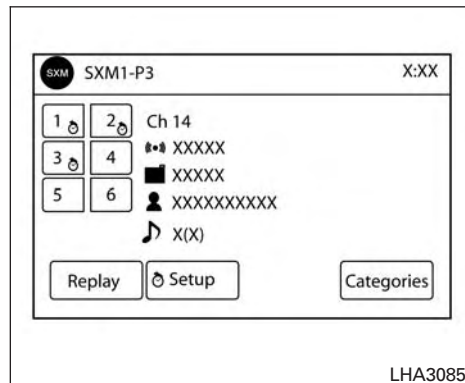 SXM SXM1-P3 X:XX
1 2 Ch 14
XXXXX
3 4
XXXXX
5 6
XXXXXXXXXX
X(X)
Replay Setup Categories
LHA3085